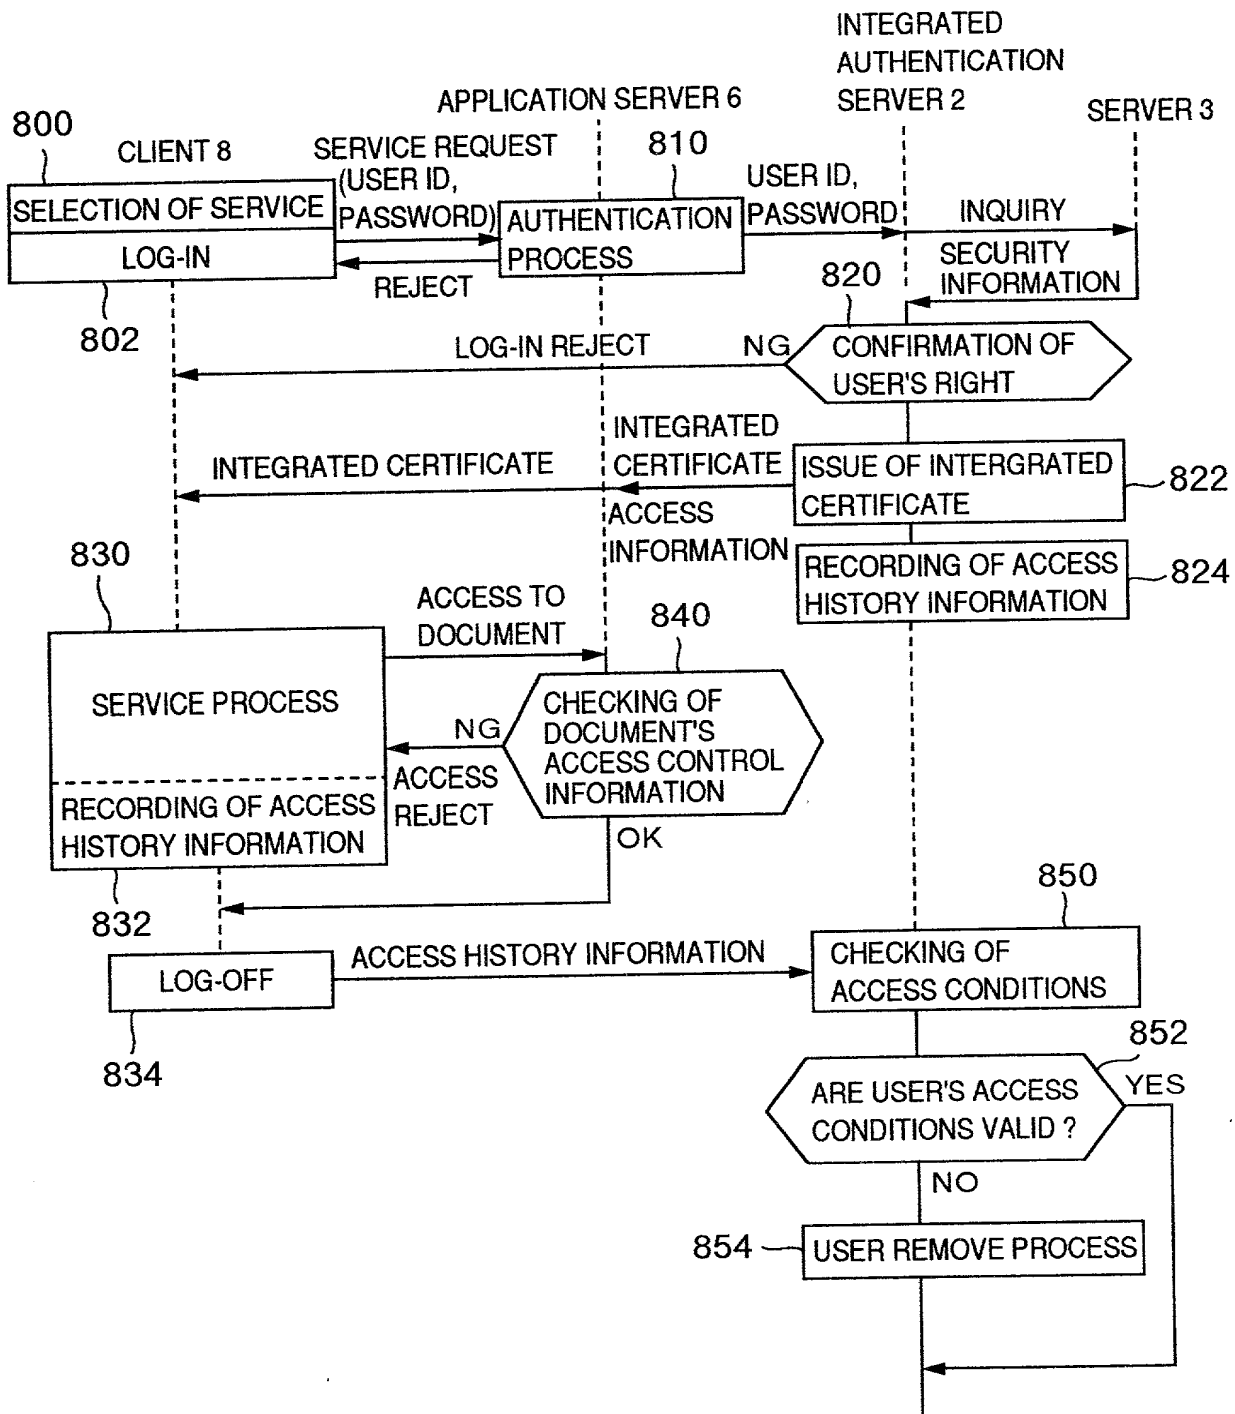 INTEGRATED
AUTHENTICATION
SERVER 2
APPLICATION SERVER 6
SERVER 3
800
CLIENT 8
SERVICE REQUEST
(USER ID,
PASSWORD)
810
USER ID,
PASSWORD
SELECTION OF SERVICE
LOG-IN
AUTHENTICATION
PROCESS
INQUIRY
SECURITY
INFORMATION
REJECT
802
820
LOG-IN REJECT
NG
CONFIRMATION OF
USER'S RIGHT
INTEGRATED
CERTIFICATE
INTEGRATED CERTIFICATE
ISSUE OF INTERGRATED
CERTIFICATE
822
ACCESS
INFORMATION
RECORDING OF ACCESS
HISTORY INFORMATION
824
830
ACCESS TO
DOCUMENT
840
SERVICE PROCESS
CHECKING OF
DOCUMENT'S
ACCESS CONTROL
INFORMATION
NG
ACCESS
REJECT
RECORDING OF ACCESS
HISTORY INFORMATION
OK
832
850
LOG-OFF
ACCESS HISTORY INFORMATION
CHECKING OF
ACCESS CONDITIONS
834
852
ARE USER'S ACCESS
CONDITIONS VALID ?
YES
NO
854
USER REMOVE PROCESS